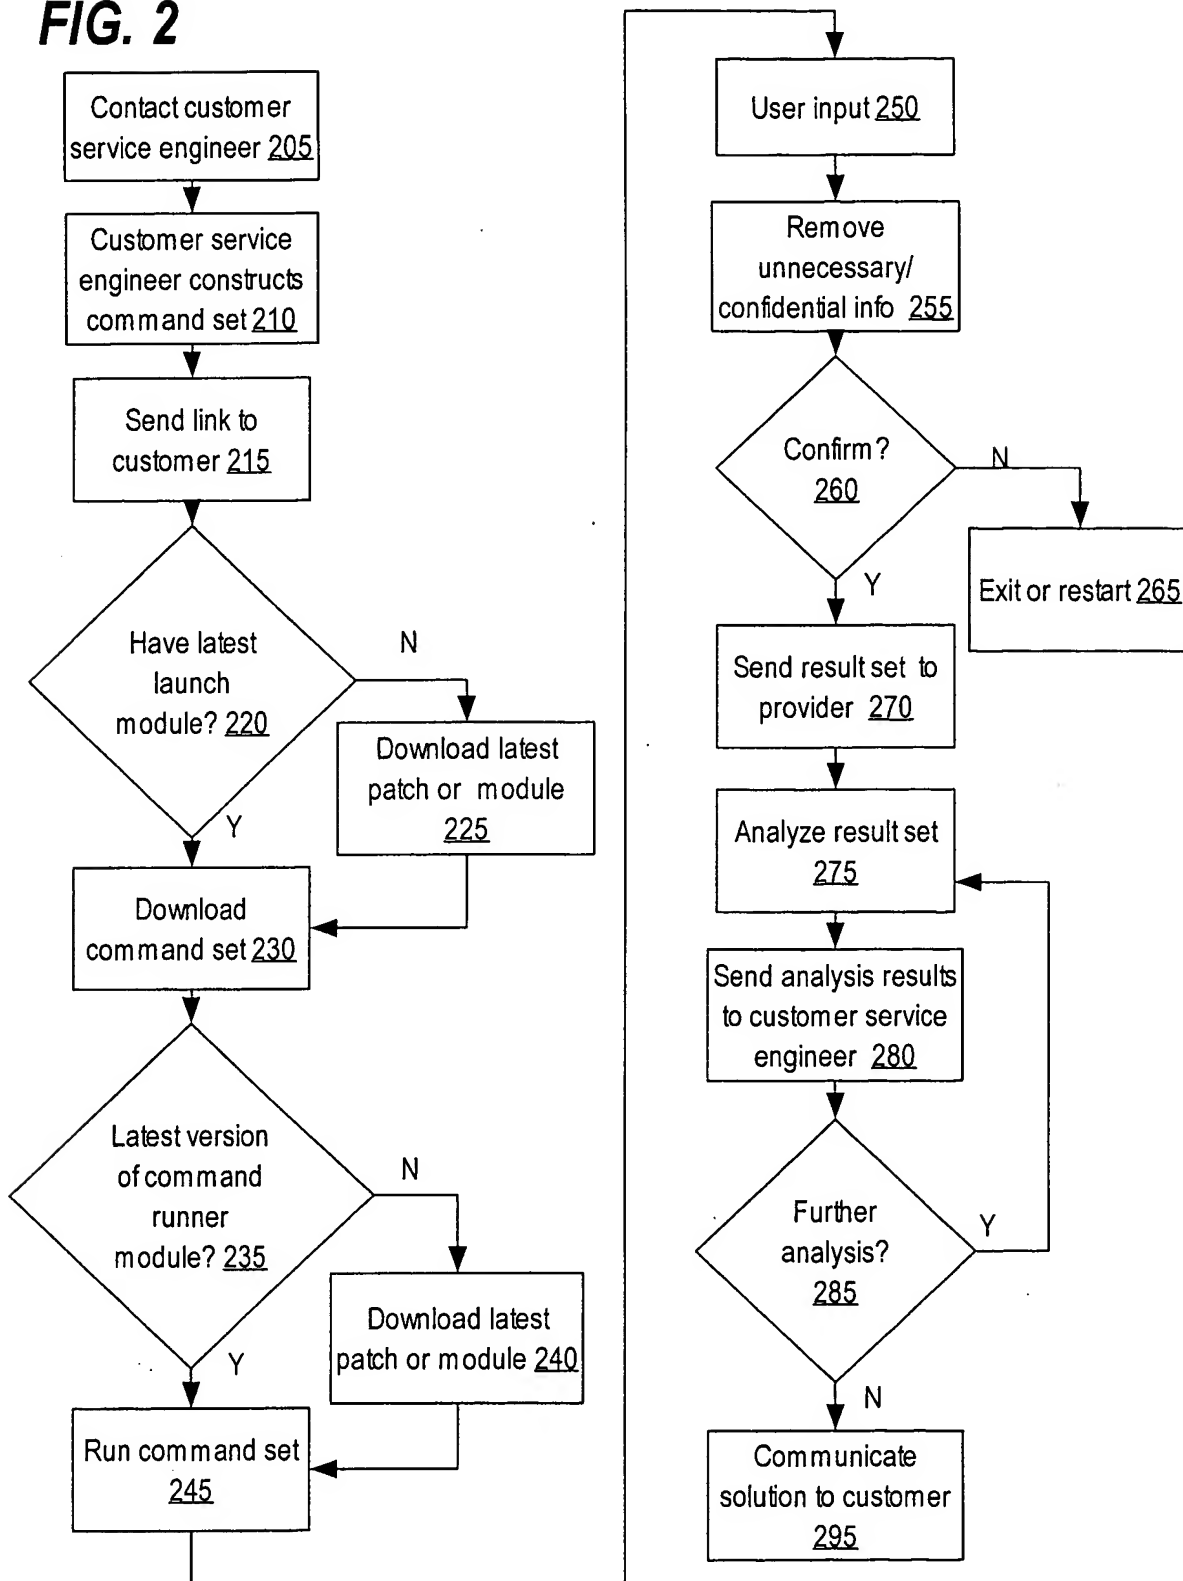 FIG. 2
Contact customer
service engineer 205
Customer service
engineer constructs
command set 210
Send link to
customer 215
Have latest
launch
module? 220
N
Y
Download latest
patch or module
225
Download
command set 230
Latest version
of command
runner
module? 235
N
Y
Download latest
patch or module 240
Run command set
245
User input 250
Remove
unnecessary/
confidential info 255
Confirm?
260
N
Y
Exit or restart 265
Send result set to
provider 270
Analyze result set
275
Send analysis results
to customer service
engineer 280
Further
analysis?
285
Y
N
Communicate
solution to customer
295